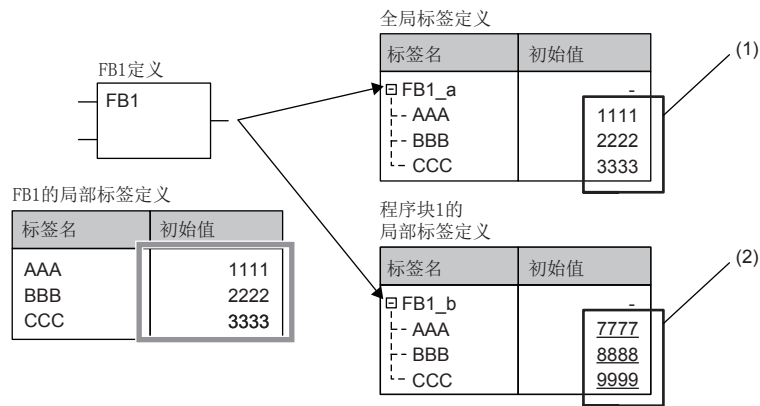 全局标签定义
标签名 初始值
FB1_a -
AAA 1111
BBB 2222
CCC 3333
(1)
FB1定义
FB1
FB1的局部标签定义
标签名 初始值
AAA 1111
BBB 2222
CCC 3333
程序块1的
局部标签定义
标签名 初始值
FB1_b -
AAA 7777
BBB 8888
CCC 9999
(2)